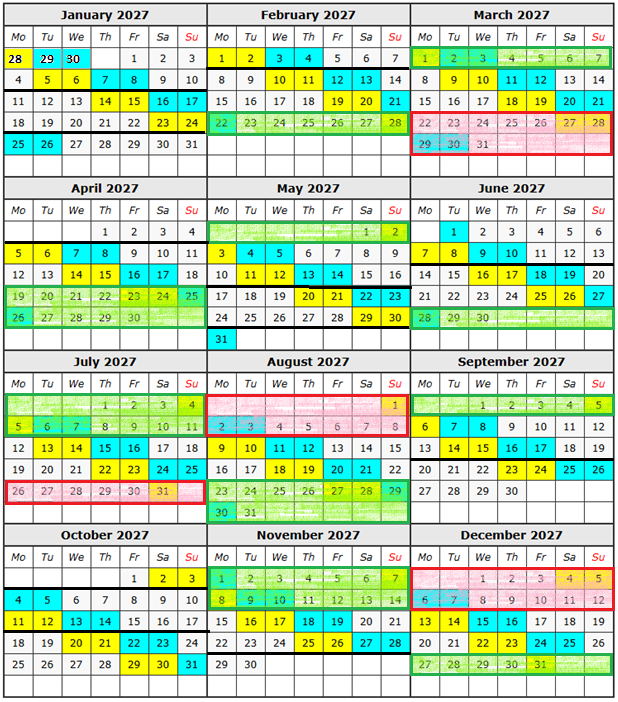 January 2027
Mo Tu We Th Fr Sa Su
28 29 30 1 2 3
4 5 6 7 8 9 10
11 12 13 14 15 16 17
18 19 20 21 22 23 24
25 26 27 28 29 30 31
February 2027
Mo Tu We Th Fr Sa Su
1 2 3 4 5 6 7
8 9 10 11 12 13 14
15 16 17 18 19 20 21
22 23 24 25 26 27 28
March 2027
Mo Tu We Th Fr Sa Su
1 2 3 4 5 6 7
8 9 10 11 12 13 14
15 16 17 18 19 20 21
22 23 24 25 26 27 28
29 30 31
April 2027
Mo Tu We Th Fr Sa Su
1 2 3 4
5 6 7 8 9 10 11
12 13 14 15 16 17 18
19 20 21 22 23 24 25
26 27 28 29 30
May 2027
Mo Tu We Th Fr Sa Su
1 2
3 4 5 6 7 8 9
10 11 12 13 14 15 16
17 18 19 20 21 22 23
24 25 26 27 28 29 30
31
June 2027
Mo Tu We Th Fr Sa Su
1 2 3 4 5 6
7 8 9 10 11 12 13
14 15 16 17 18 19 20
21 22 23 24 25 26 27
28 29 30
July 2027
Mo Tu We Th Fr Sa Su
1 2 3 4
5 6 7 8 9 10 11
12 13 14 15 16 17 18
19 20 21 22 23 24 25
26 27 28 29 30 31
August 2027
Mo Tu We Th Fr Sa Su
1
2 3 4 5 6 7 8
9 10 11 12 13 14 15
16 17 18 19 20 21 22
23 24 25 26 27 28 29
30 31
September 2027
Mo Tu We Th Fr Sa Su
1 2 3 4 5
6 7 8 9 10 11 12
13 14 15 16 17 18 19
20 21 22 23 24 25 26
27 28 29 30
October 2027
Mo Tu We Th Fr Sa Su
1 2 3
4 5 6 7 8 9 10
11 12 13 14 15 16 17
18 19 20 21 22 23 24
25 26 27 28 29 30 31
November 2027
Mo Tu We Th Fr Sa Su
1 2 3 4 5 6 7
8 9 10 11 12 13 14
15 16 17 18 19 20 21
22 23 24 25 26 27 28
29 30
December 2027
Mo Tu We Th Fr Sa Su
1 2 3 4 5
6 7 8 9 10 11 12
13 14 15 16 17 18 19
20 21 22 23 24 25 26
27 28 29 30 31